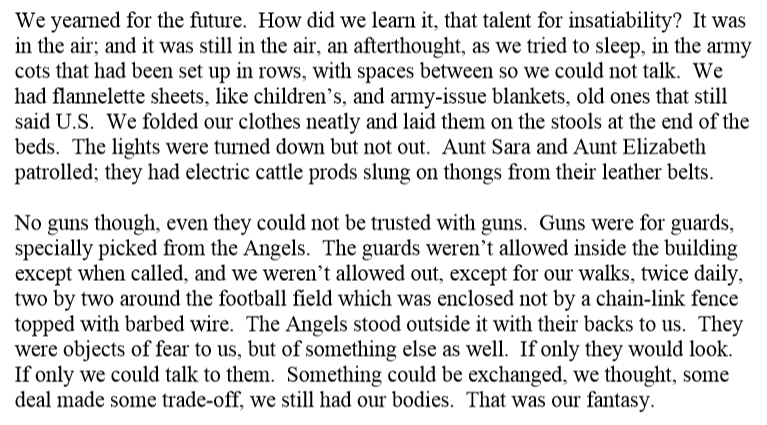 We yearned for the future.  How did we learn it, that talent for insatiability?  It was
in the air; and it was still in the air, an afterthought, as we tried to sleep, in the army
cots that had been set up in rows, with spaces between so we could not talk.  We
had flannelette sheets, like children's, and army-issue blankets, old ones that still
said U.S.  We folded our clothes neatly and laid them on the stools at the end of the
beds.  The lights were turned down but not out.  Aunt Sara and Aunt Elizabeth
patrolled; they had electric cattle prods slung on thongs from their leather belts.

No guns though, even they could not be trusted with guns.  Guns were for guards,
specially picked from the Angels.  The guards weren't allowed inside the building
except when called, and we weren't allowed out, except for our walks, twice daily,
two by two around the football field which was enclosed not by a chain-link fence
topped with barbed wire.  The Angels stood outside it with their backs to us.  They
were objects of fear to us, but of something else as well.  If only they would look.
If only we could talk to them.  Something could be exchanged, we thought, some
deal made some trade-off, we still had our bodies.  That was our fantasy.